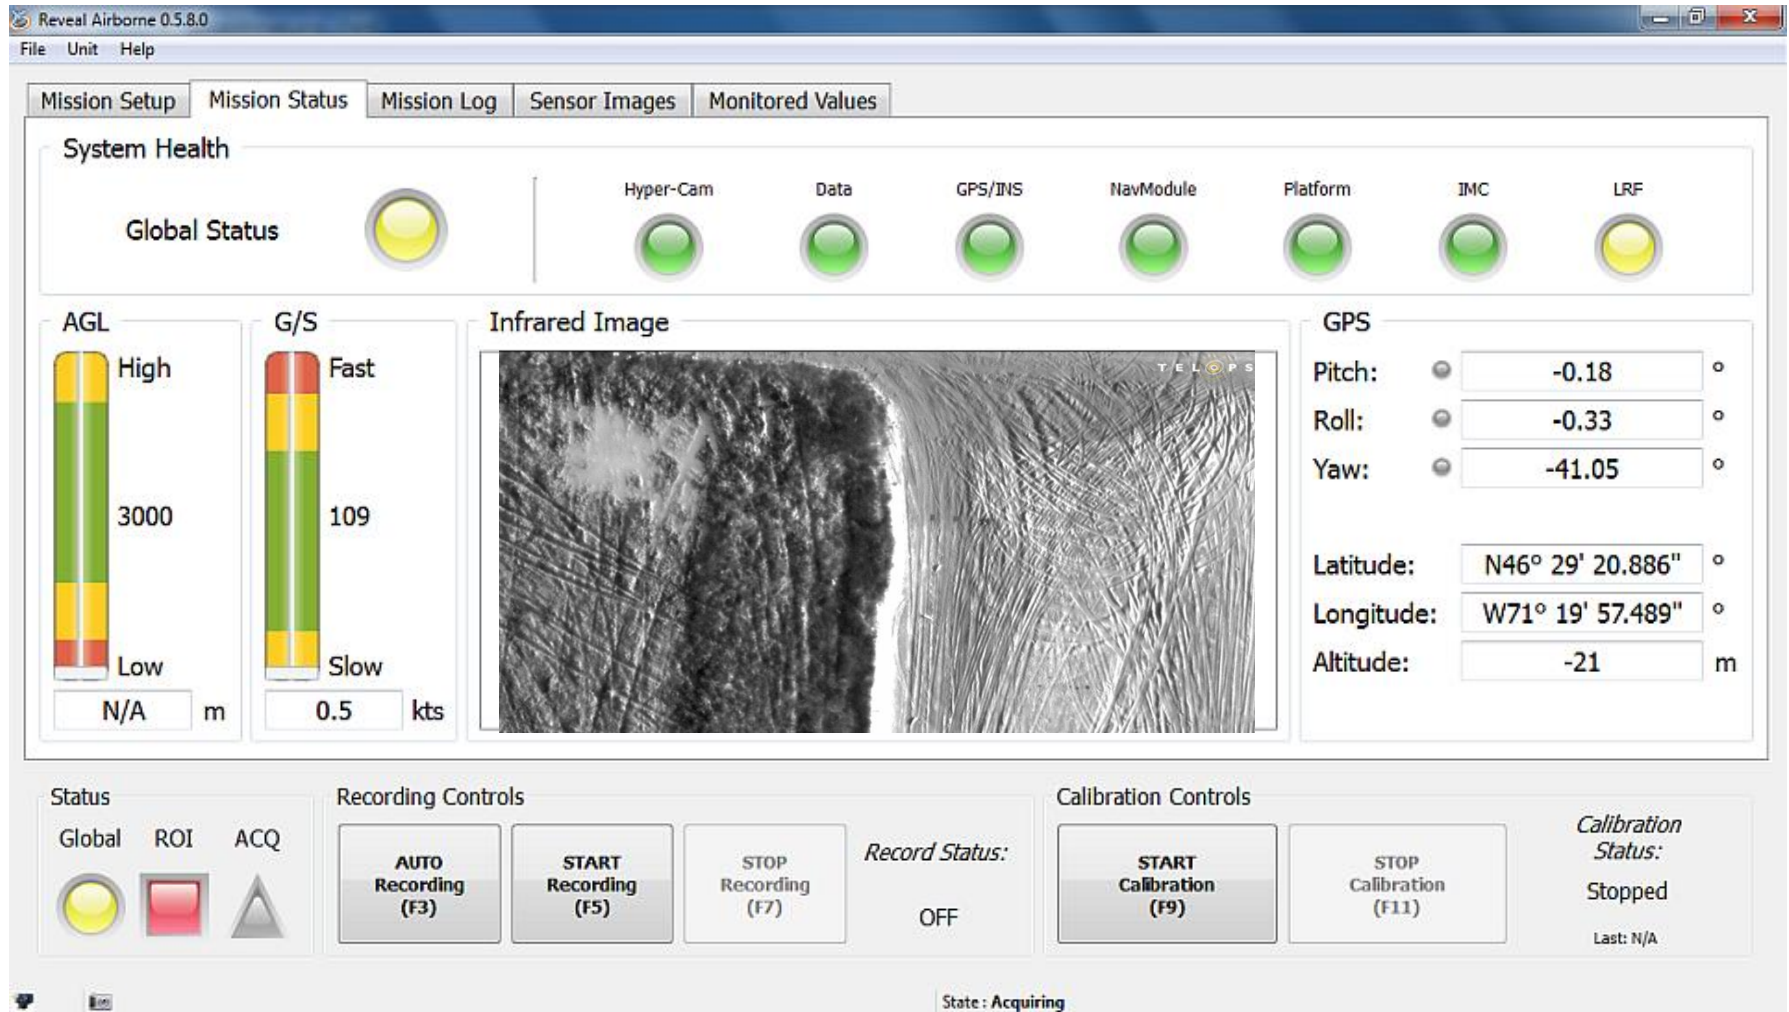 Reveal Airborne 0.5.8.0
File Unit Help
Mission Setup Mission Status Mission Log Sensor Images Monitored Values
System Health
Global Status
Hyper-Cam Data GPS/INS NavModule Platform IMC LRF
AGL
High
3000
Low
N/A m
G/S
Fast
109
Slow
0.5 kts
Infrared Image
TELOPS
GPS
Pitch: -0.18 °
Roll: -0.33 °
Yaw: -41.05 °
Latitude: N46° 29' 20.886" °
Longitude: W71° 19' 57.489" °
Altitude: -21 m
Status
Global ROI ACQ
Recording Controls
AUTO
Recording
(F3)
START
Recording
(F5)
STOP
Recording
(F7)
Record Status:
OFF
Calibration Controls
START
Calibration
(F9)
STOP
Calibration
(F11)
Calibration
Status:
Stopped
Last: N/A
State : Acquiring